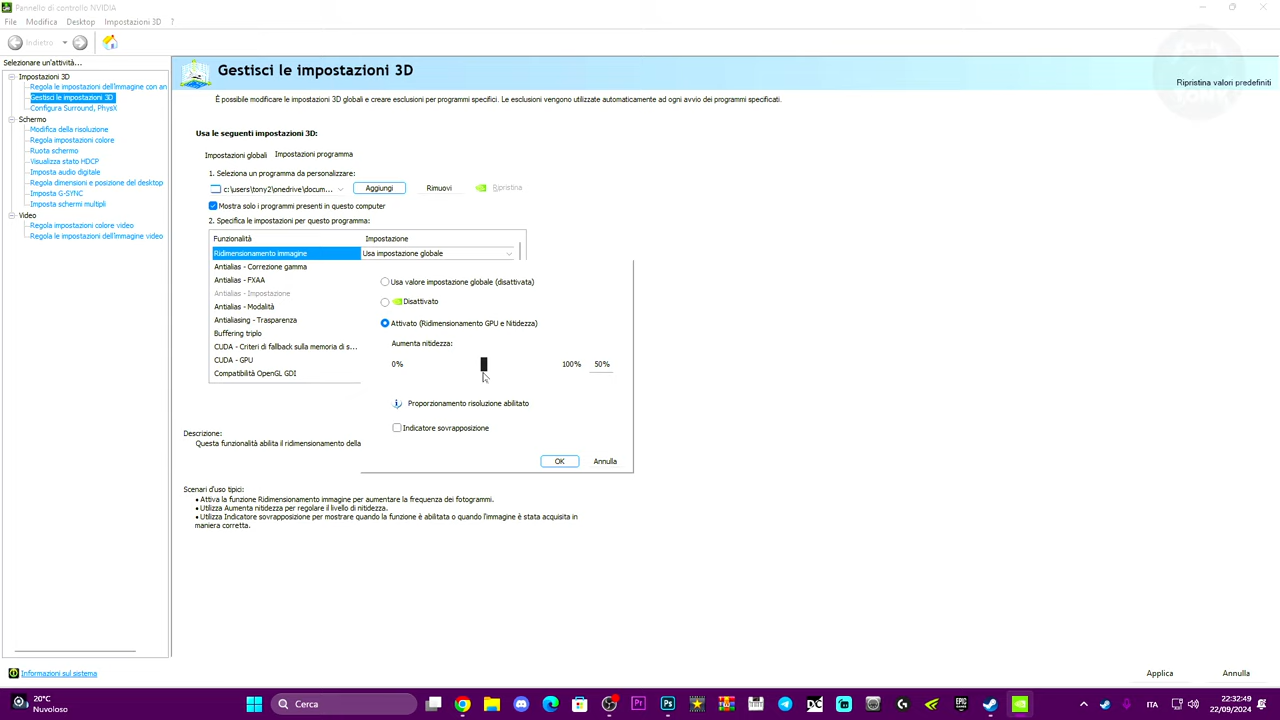 Pannello di controllo NVIDIA
File Modifica Desktop Impostazioni 3D ?
Indietro
Selezionare un'attività...
Impostazioni 3D
Regola le impostazioni dell'immagine con an
Gestisci le impostazioni 3D
Configura Surround, PhysX
Schermo
Modifica della risoluzione
Regola impostazioni colore
Ruota schermo
Visualizza stato HDCP
Imposta audio digitale
Regola dimensioni e posizione del desktop
Imposta G-SYNC
Imposta schermi multipli
Video
Regola impostazioni colore video
Regola le impostazioni dell'immagine video
Informazioni sul sistema
Gestisci le impostazioni 3D
Ripristina valori predefiniti
È possibile modificare le impostazioni 3D globali e creare esclusioni per programmi specifici. Le esclusioni vengono utilizzate automaticamente ad ogni avvio dei programmi specificati.
Usa le seguenti impostazioni 3D:
Impostazioni globali Impostazioni programma
1. Seleziona un programma da personalizzare:
c:\users\tony2\onedrive\docum... Aggiungi Rimuovi Ripristina
Mostra solo i programmi presenti in questo computer
2. Specifica le impostazioni per questo programma:
Funzionalità Impostazione
Ridimensionamento immagine Usa impostazione globale
Antialias - Correzione gamma
Antialias - FXAA
Antialias - Impostazione
Antialias - Modalità
Antialiasing - Trasparenza
Buffering triplo
CUDA - Criteri di fallback sulla memoria di s...
CUDA - GPU
Compatibilità OpenGL GDI
Usa valore impostazione globale (disattivata)
Disattivato
Attivato (Ridimensionamento GPU e Nitidezza)
Aumenta nitidezza:
0% 100% 50%
Proporzionamento risoluzione abilitato
Indicatore sovrapposizione
OK Annulla
Descrizione:
Questa funzionalità abilita il ridimensionamento della
Scenari d'uso tipici:
• Attiva la funzione Ridimensionamento immagine per aumentare la frequenza dei fotogrammi.
• Utilizza Aumenta nitidezza per regolare il livello di nitidezza.
• Utilizza Indicatore sovrapposizione per mostrare quando la funzione è abilitata o quando l'immagine è stata acquisita in
maniera corretta.
Applica Annulla
20°C
Nuvoloso
Cerca
ITA
22:32:49
22/09/2024